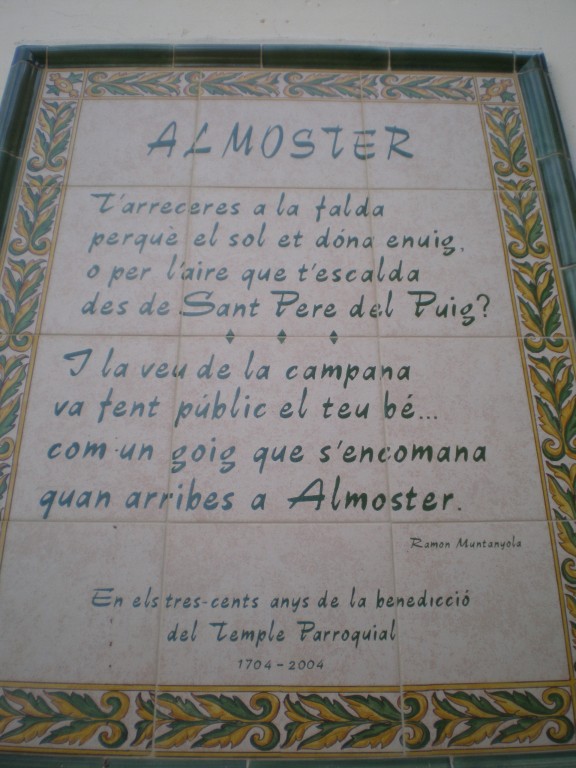 ALMOSTER
T'arreceres a la falda
perquè el sol et dóna enuig,
o per l'aire que t'escalda
des de Sant Pere del Puig?
I la veu de la campana
va fent públic el teu bé...
com un goig que s'encomana
quan arribes a Almoster.
Ramon Muntanyola
En els tres-cents anys de la benedicció
del Temple Parroquial
1704-2004